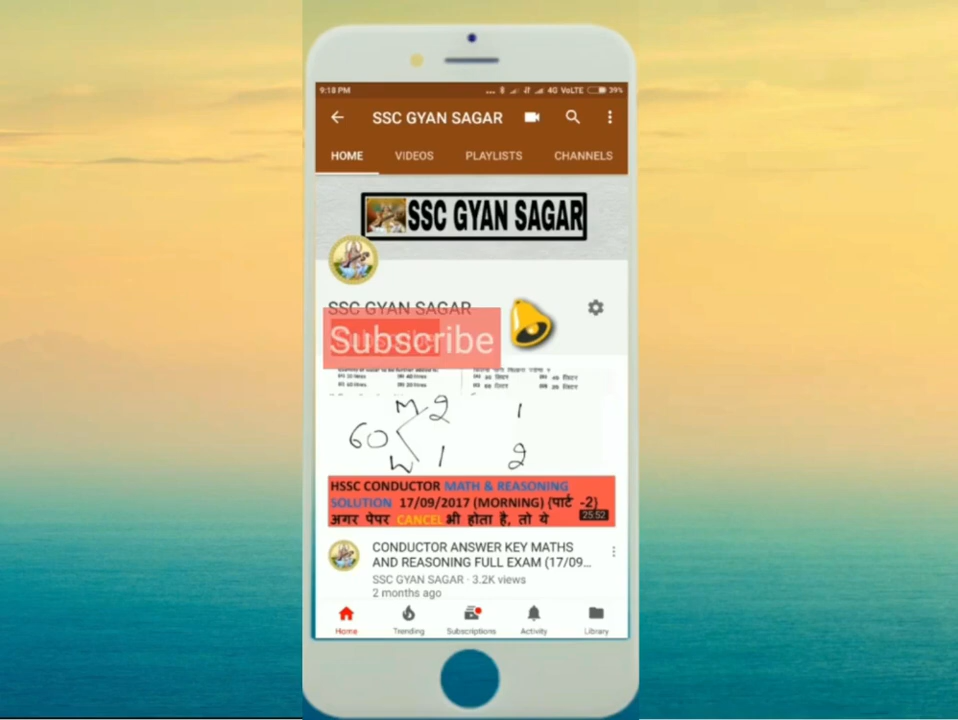 9:18 PM ... 4G VoLTE 39%
SSC GYAN SAGAR
HOME VIDEOS PLAYLISTS CHANNELS
SSC GYAN SAGAR
SSC GYAN SAGAR
Subscribe
M 2 1
60
W 1 2
HSSC CONDUCTOR MATH & REASONING
SOLUTION 17/09/2017 (MORNING) (पार्ट -2)
अगर पेपर CANCEL भी होता है, तो ये
25:52
CONDUCTOR ANSWER KEY MATHS
AND REASONING FULL EXAM (17/09...
SSC GYAN SAGAR · 3.2K views
2 months ago
Home Trending Subscriptions Activity Library